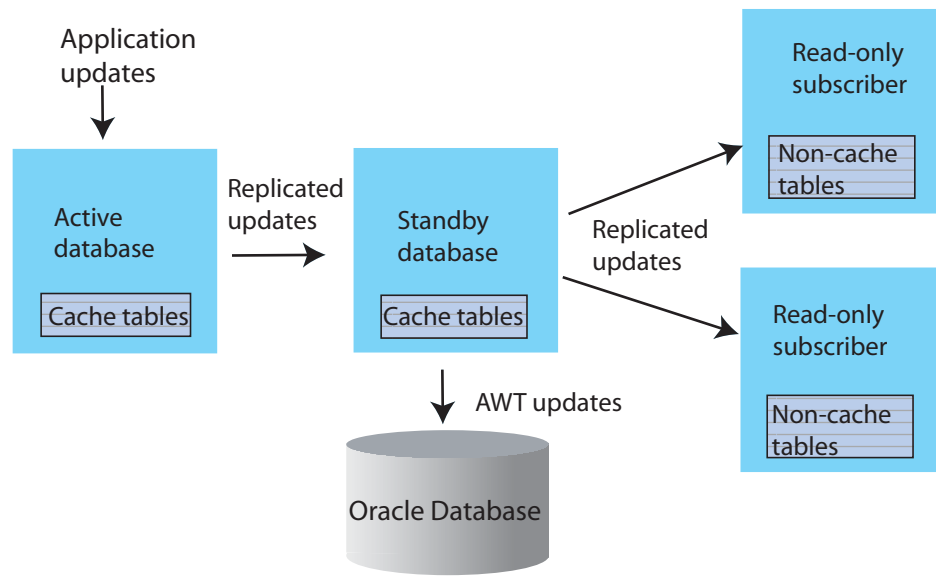 Application
updates
Active
database
Cache tables
Replicated
updates
Standby
database
Cache tables
AWT updates
Oracle Database
Replicated
updates
Read-only
subscriber
Non-cache
tables
Read-only
subscriber
Non-cache
tables